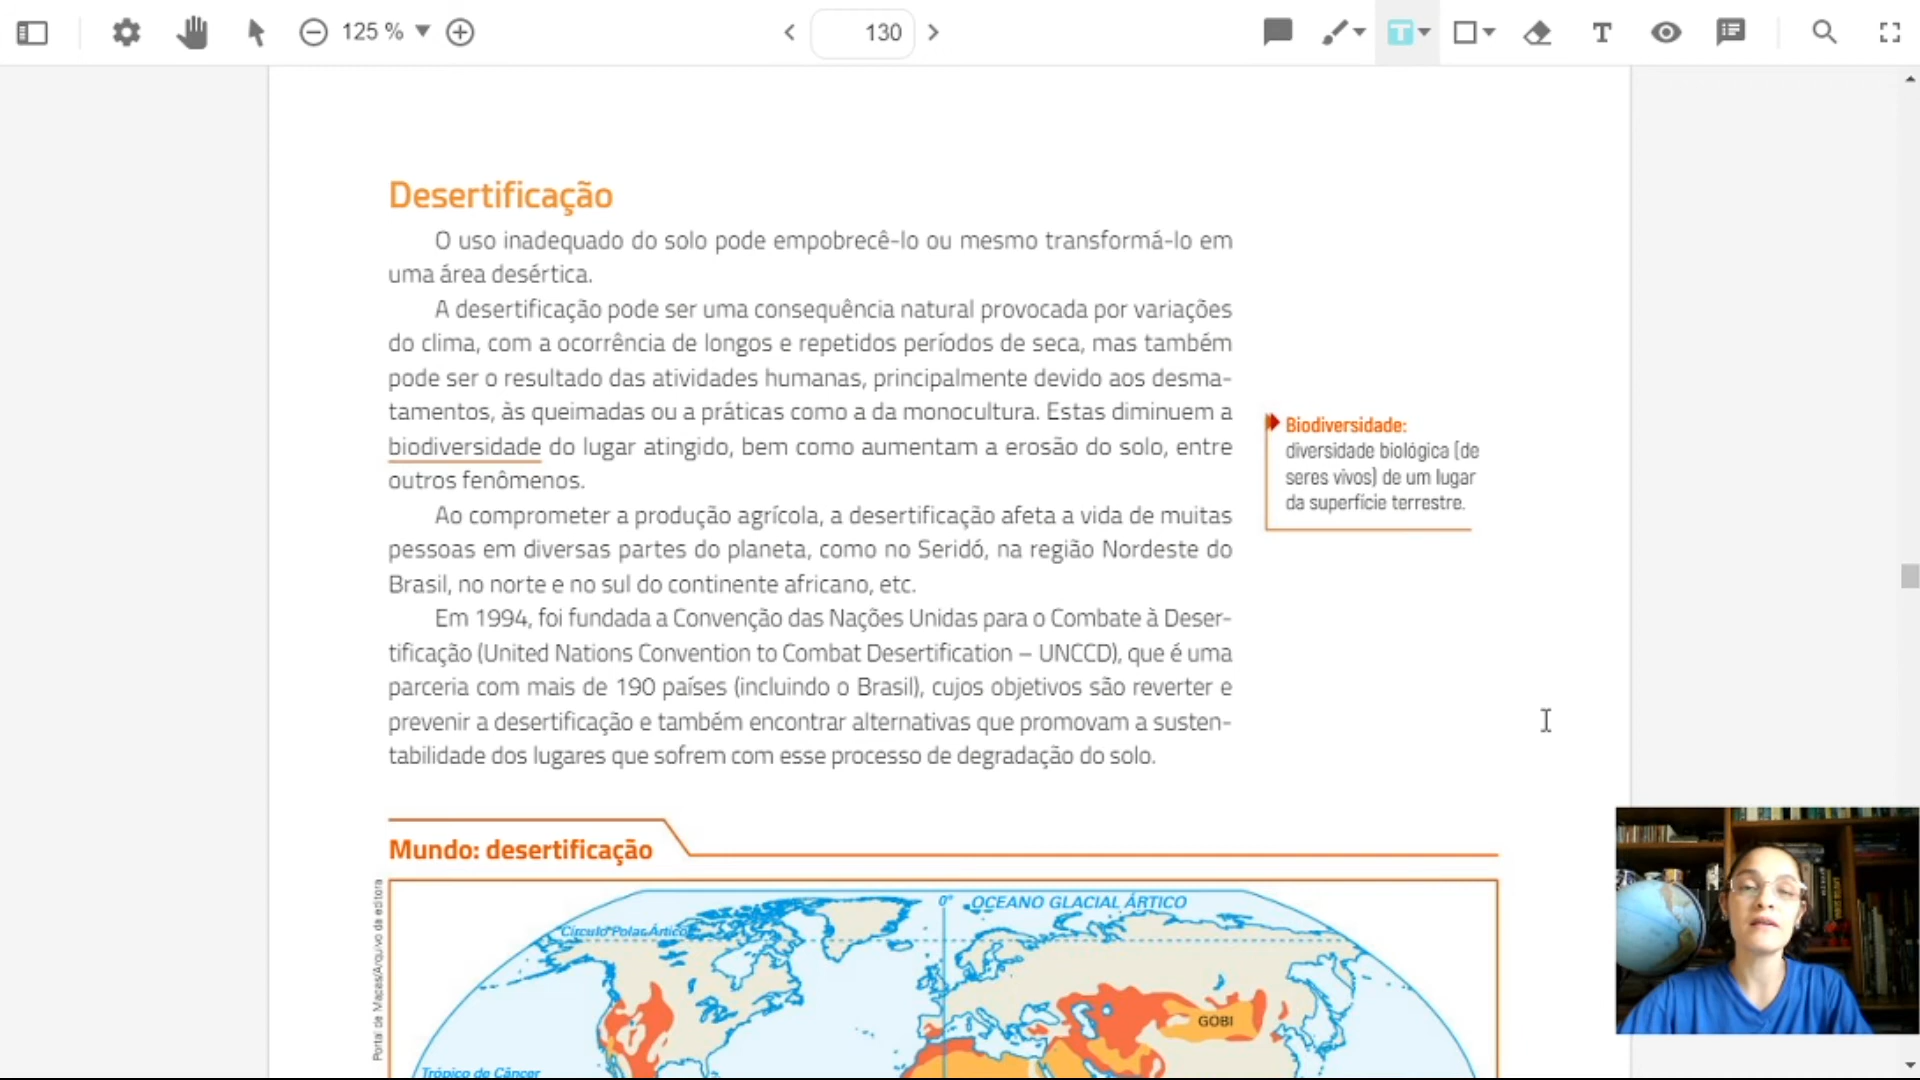 125 %
130
Desertificação
O uso inadequado do solo pode empobrecê-lo ou mesmo transformá-lo em
uma área desértica.
A desertificação pode ser uma consequência natural provocada por variações
do clima, com a ocorrência de longos e repetidos períodos de seca, mas também
pode ser o resultado das atividades humanas, principalmente devido aos desma-
tamentos, às queimadas ou a práticas como a da monocultura. Estas diminuem a
biodiversidade do lugar atingido, bem como aumentam a erosão do solo, entre
outros fenômenos.
Ao comprometer a produção agrícola, a desertificação afeta a vida de muitas
pessoas em diversas partes do planeta, como no Seridó, na região Nordeste do
Brasil, no norte e no sul do continente africano, etc.
Em 1994, foi fundada a Convenção das Nações Unidas para o Combate à Deser-
tificação (United Nations Convention to Combat Desertification – UNCCD), que é uma
parceria com mais de 190 países (incluindo o Brasil), cujos objetivos são reverter e
prevenir a desertificação e também encontrar alternativas que promovam a susten-
tabilidade dos lugares que sofrem com esse processo de degradação do solo.
Biodiversidade:
diversidade biológica (de
seres vivos) de um lugar
da superfície terrestre.
Mundo: desertificação
Portal de Mapas/Arquivo da editora
0°
OCEANO GLACIAL ÁRTICO
Círculo Polar Ártico
GOBI
Trópico de Câncer